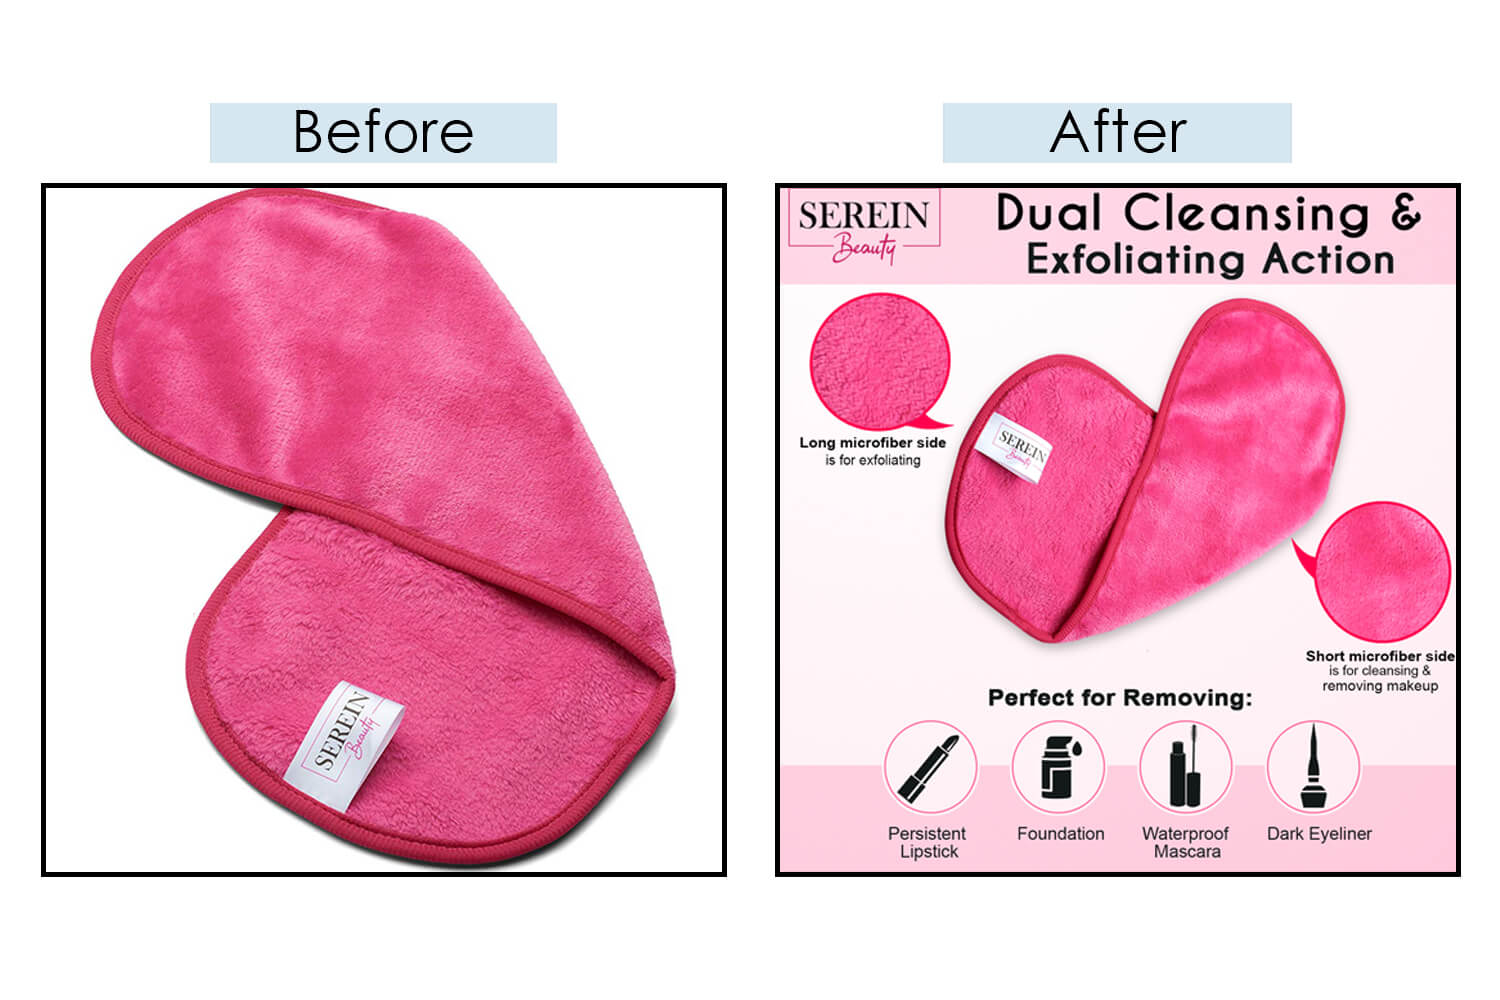 Before
After
SEREIN
Beauty
SEREIN
Beauty
Dual Cleansing &
Exfoliating Action
Long microfiber side
is for exfoliating
SEREIN
Beauty
Short microfiber side
is for cleansing &
removing makeup
Perfect for Removing:
Persistent
Lipstick
Foundation
Waterproof
Mascara
Dark Eyeliner